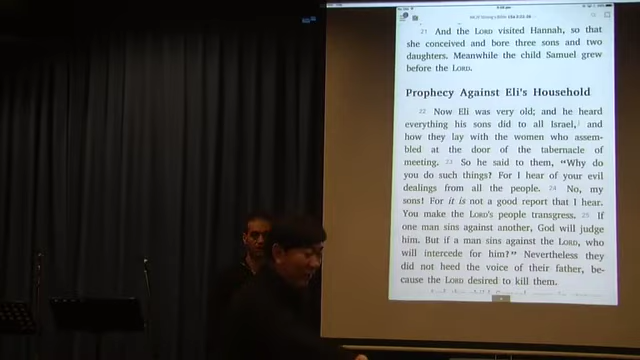 21 And the LORD visited Hannah, so that
she conceived and bore three sons and two
daughters. Meanwhile the child Samuel grew
before the LORD.
Prophecy Against Eli's Household
22 Now Eli was very old; and he heard
everything his sons did to all Israel, and
how they lay with the women who assem-
bled at the door of the tabernacle of
meeting. 23 So he said to them, "Why do
you do such things? For I hear of your evil
dealings from all the people. 24 No, my
sons! For it is not a good report that I hear.
You make the LORD's people transgress. 25 If
one man sins against another, God will judge
him. But if a man sins against the LORD, who
will intercede for him?" Nevertheless they
did not heed the voice of their father, be-
cause the LORD desired to kill them.